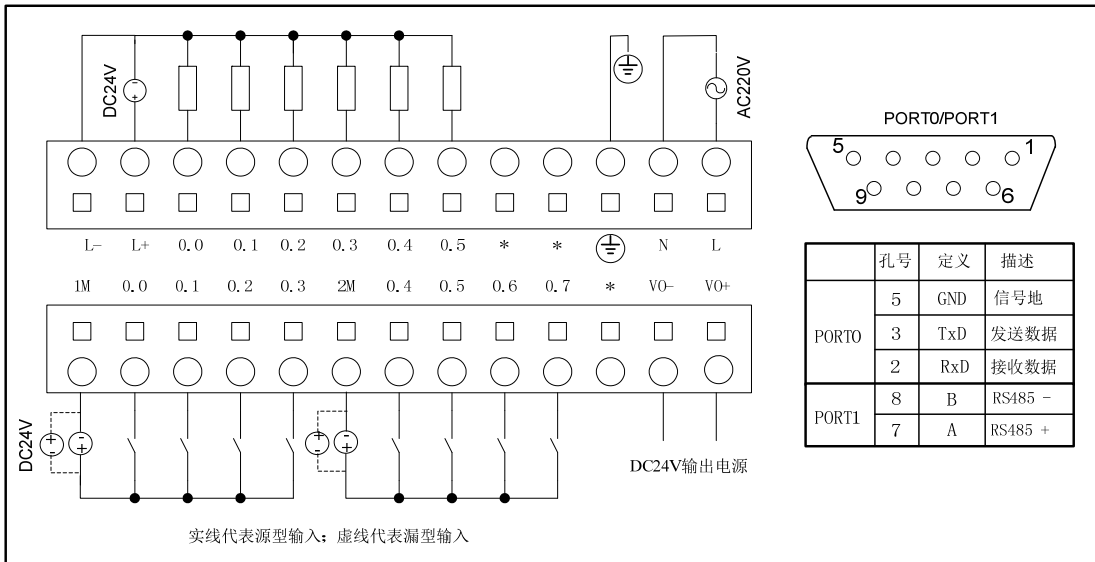 DC24V
AC220V
L- L+ 0.0 0.1 0.2 0.3 0.4 0.5 * * N L
1M 0.0 0.1 0.2 0.3 2M 0.4 0.5 0.6 0.7 * VO- VO+
DC24V
DC24V输出电源
实线代表源型输入；虚线代表漏型输入
PORT0/PORT1
5 1
9 6
孔号 定义 描述
PORT0 5 GND 信号地
3 TxD 发送数据
2 RxD 接收数据
PORT1 8 B RS485 -
7 A RS485 +